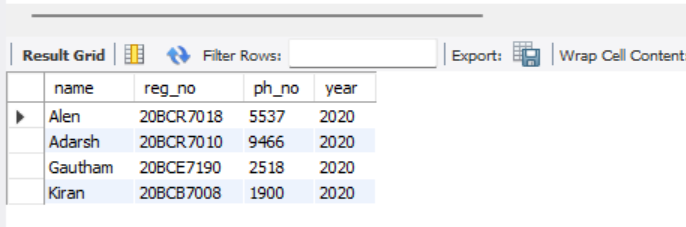 Result Grid Filter Rows: Export: Wrap Cell Content:
name reg_no ph_no year
Alen 20BCR7018 5537 2020
Adarsh 20BCR7010 9466 2020
Gautham 20BCE7190 2518 2020
Kiran 20BCB7008 1900 2020